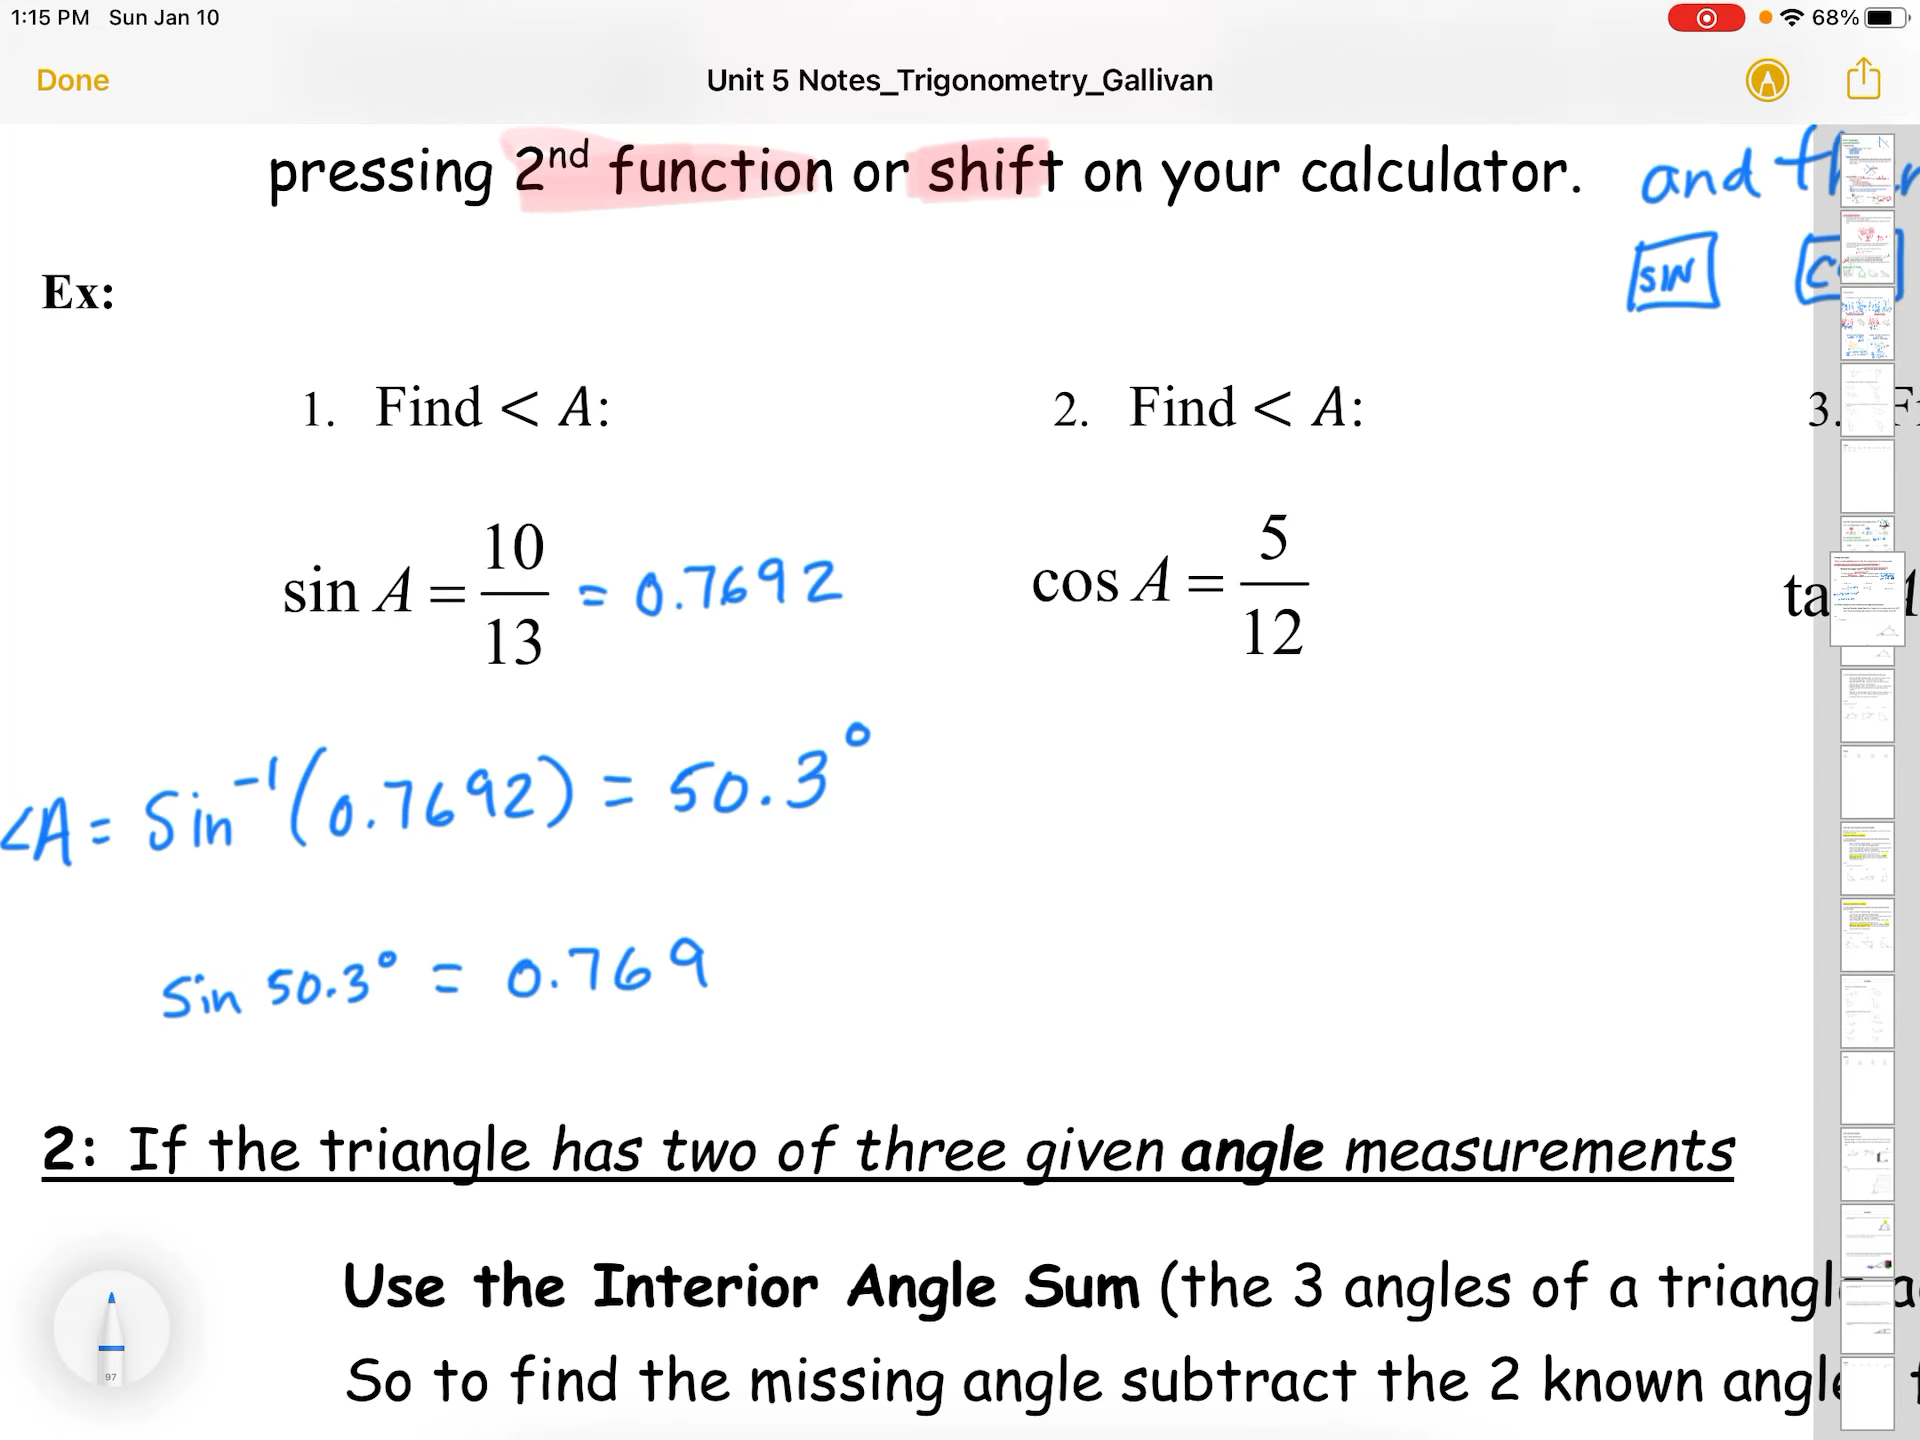 1:15 PM Sun Jan 10 68%
Done Unit 5 Notes_Trigonometry_Gallivan
pressing 2nd function or shift on your calculator. and
SIN
Ex:
1. Find < A: 2. Find < A: 3.
sin A = 10/13 = 0.7692 cos A = 5/12
∠A = Sin⁻¹(0.7692) = 50.3°
Sin 50.3° = 0.769
2: If the triangle has two of three given angle measurements
Use the Interior Angle Sum (the 3 angles of a
So to find the missing angle subtract the 2 known
97